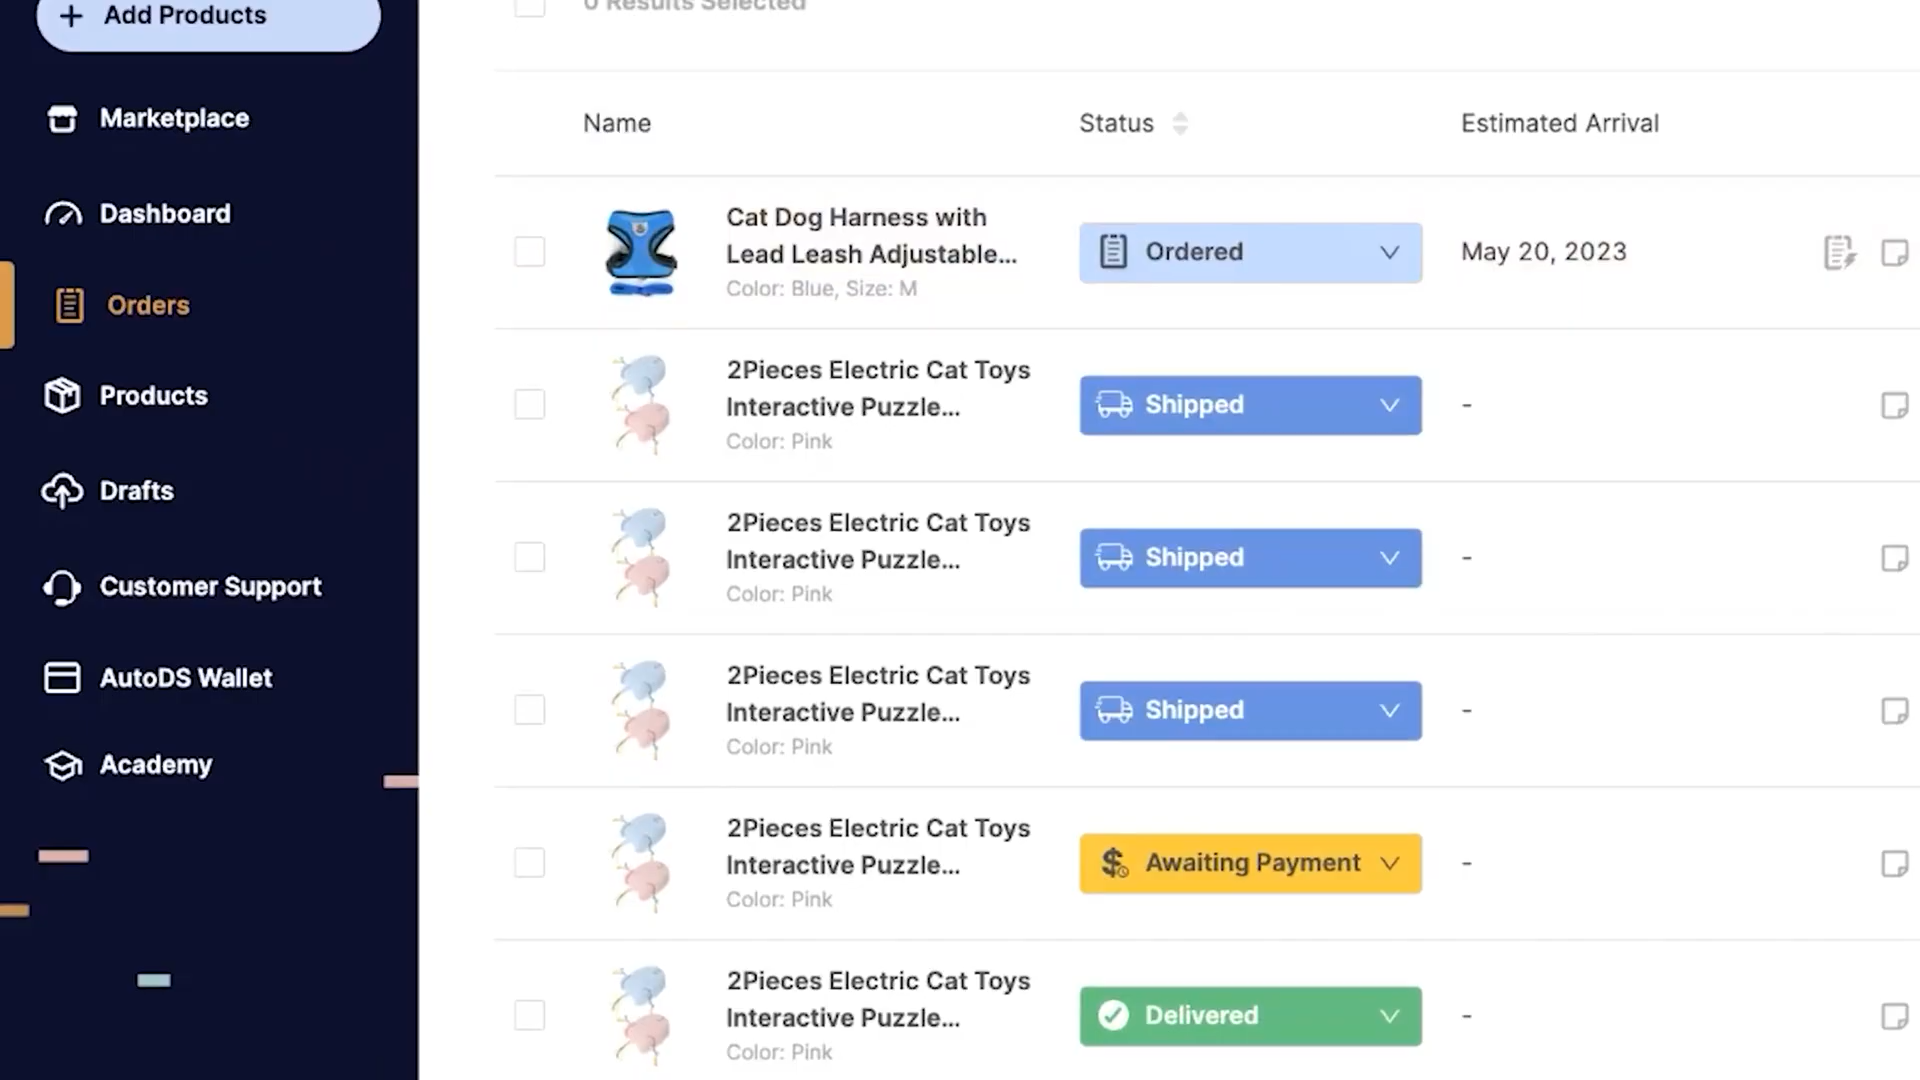 Add Products
0 Results Selected
Marketplace
Name
Status
Estimated Arrival
Dashboard
Cat Dog Harness with
Lead Leash Adjustable...
Color: Blue, Size: M
Ordered
May 20, 2023
Orders
2Pieces Electric Cat Toys
Interactive Puzzle...
Color: Pink
Shipped
-
Products
Drafts
2Pieces Electric Cat Toys
Interactive Puzzle...
Color: Pink
Shipped
-
Customer Support
2Pieces Electric Cat Toys
Interactive Puzzle...
Color: Pink
Shipped
-
AutoDS Wallet
Academy
2Pieces Electric Cat Toys
Interactive Puzzle...
Color: Pink
Awaiting Payment
-
2Pieces Electric Cat Toys
Interactive Puzzle...
Color: Pink
Delivered
-